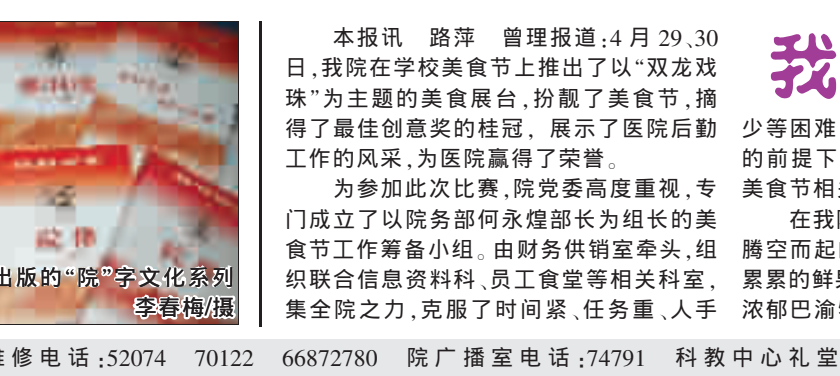 出版的“院”字文化系列
李春梅/摄
本报讯 路萍 曾理报道:4月29、30
日,我院在学校美食节上推出了以“双龙戏
珠”为主题的美食展台,扮靓了美食节,摘
得了最佳创意奖的桂冠，展示了医院后勤
工作的风采,为医院赢得了荣誉。
为参加此次比赛,院党委高度重视,专
门成立了以院务部何永煌部长为组长的美
食节工作筹备小组。由财务供销室牵头,组
织联合信息资料科、员工食堂等相关科室,
集全院之力,克服了时间紧、任务重、人手
我
少等困难
的前提下
美食节相
在我
腾空而起
累累的鲜
浓郁巴渝
维修电话:52074 70122 66872780 院广播室电话:74791 科教中心礼堂